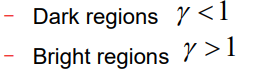 – Dark regions γ < 1
– Bright regions γ > 1